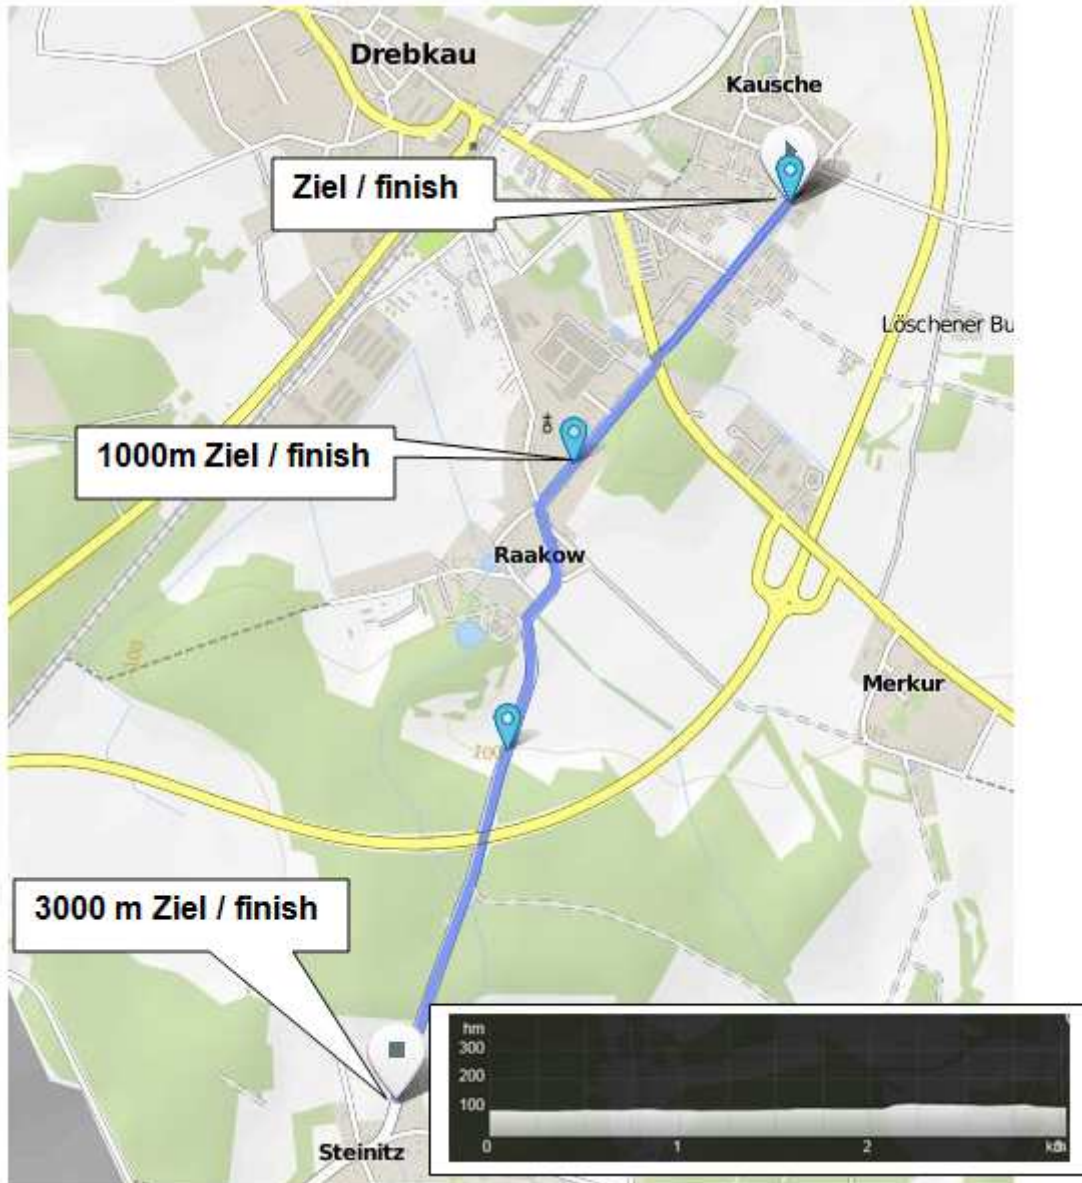 Drebkau
Kausche
Ziel / finish
Löschener Bu
1000m Ziel / finish
Raakow
100
Merkur
100
3000 m Ziel / finish
Steinitz
hm
300
200
100
0
1
2